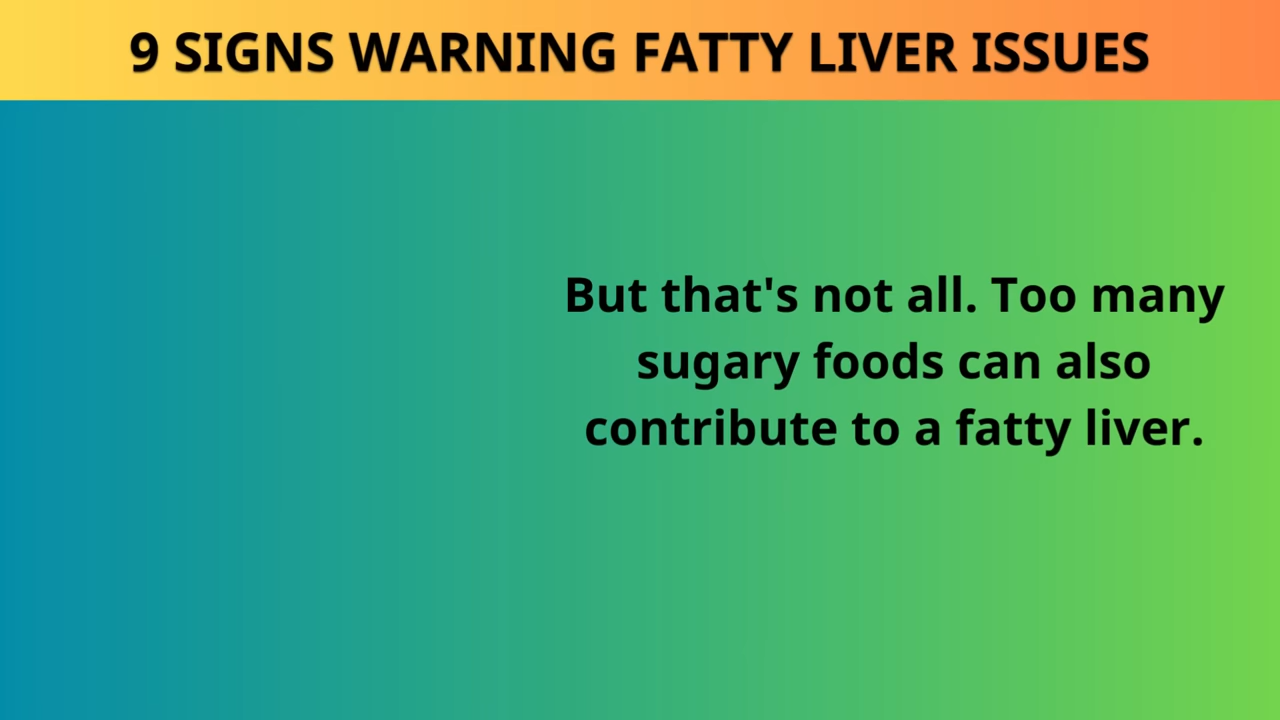 9 SIGNS WARNING FATTY LIVER ISSUES
But that's not all. Too many
sugary foods can also
contribute to a fatty liver.